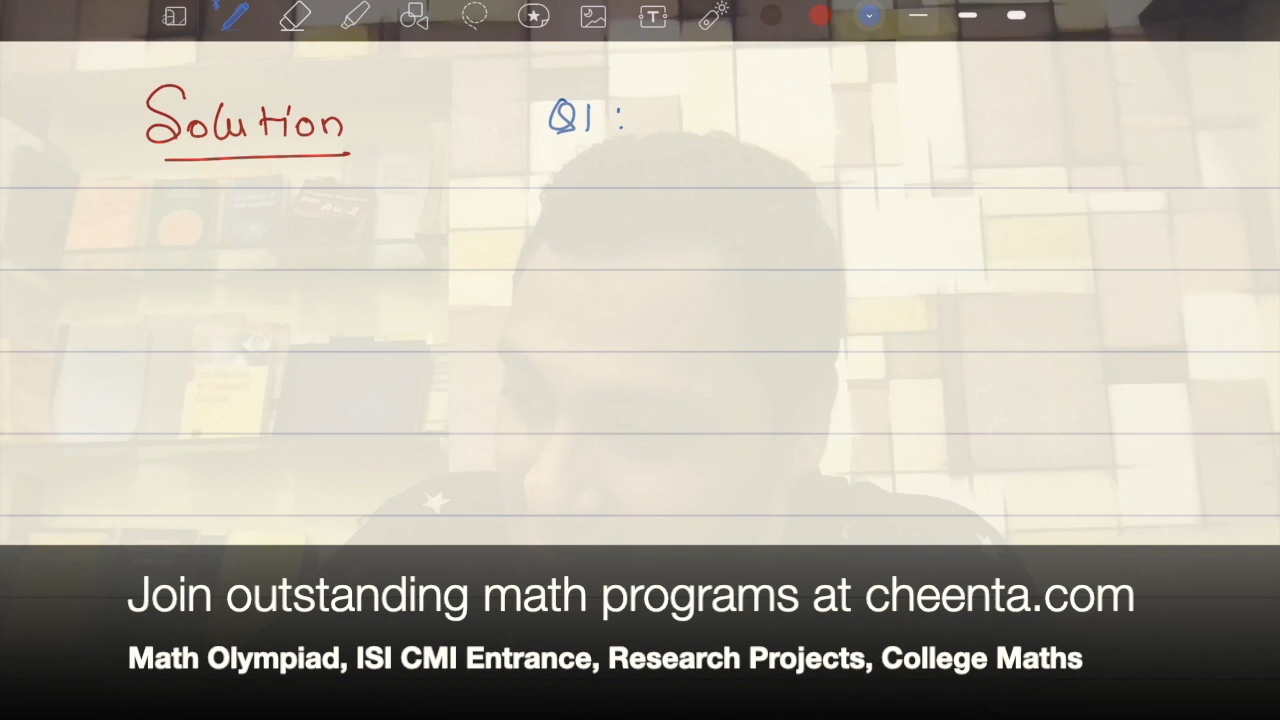 Solution Q1 :
Join outstanding math programs at cheenta.com
Math Olympiad, ISI CMI Entrance, Research Projects, College Maths